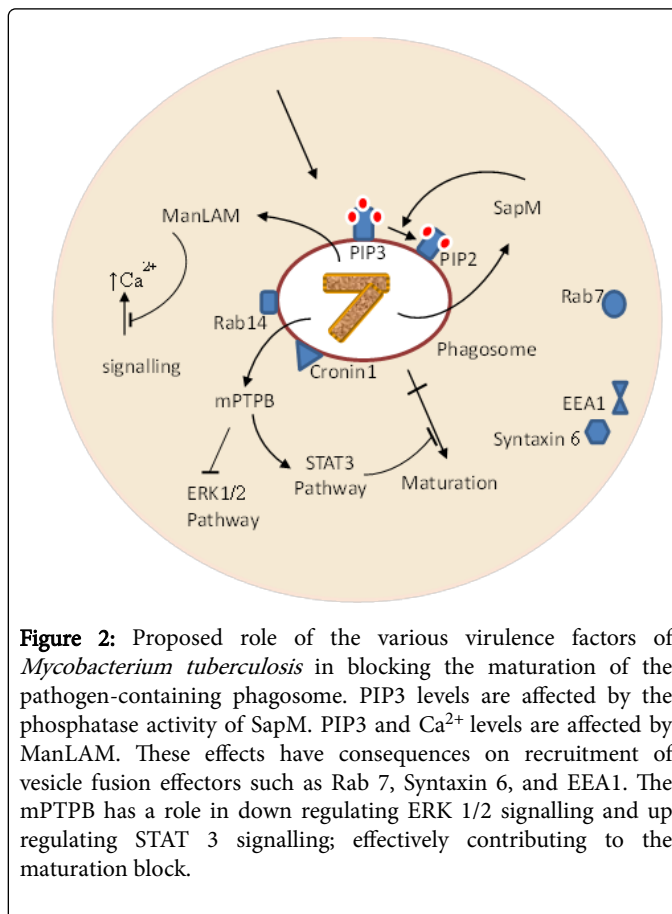 ManLAM
SapM
PIP3
PIP2
↑Ca2+
Rab14
Rab7
signalling
Cronin1
Phagosome
mPTPB
EEA1
Syntaxin 6
STAT3
Pathway
Maturation
ERK1/2
Pathway
Figure 2: Proposed role of the various virulence factors of
Mycobacterium tuberculosis in blocking the maturation of the
pathogen-containing phagosome. PIP3 levels are affected by the
phosphatase activity of SapM. PIP3 and Ca2+ levels are affected by
ManLAM. These effects have consequences on recruitment of
vesicle fusion effectors such as Rab 7, Syntaxin 6, and EEA1. The
mPTPB has a role in down regulating ERK 1/2 signalling and up
regulating STAT 3 signalling; effectively contributing to the
maturation block.